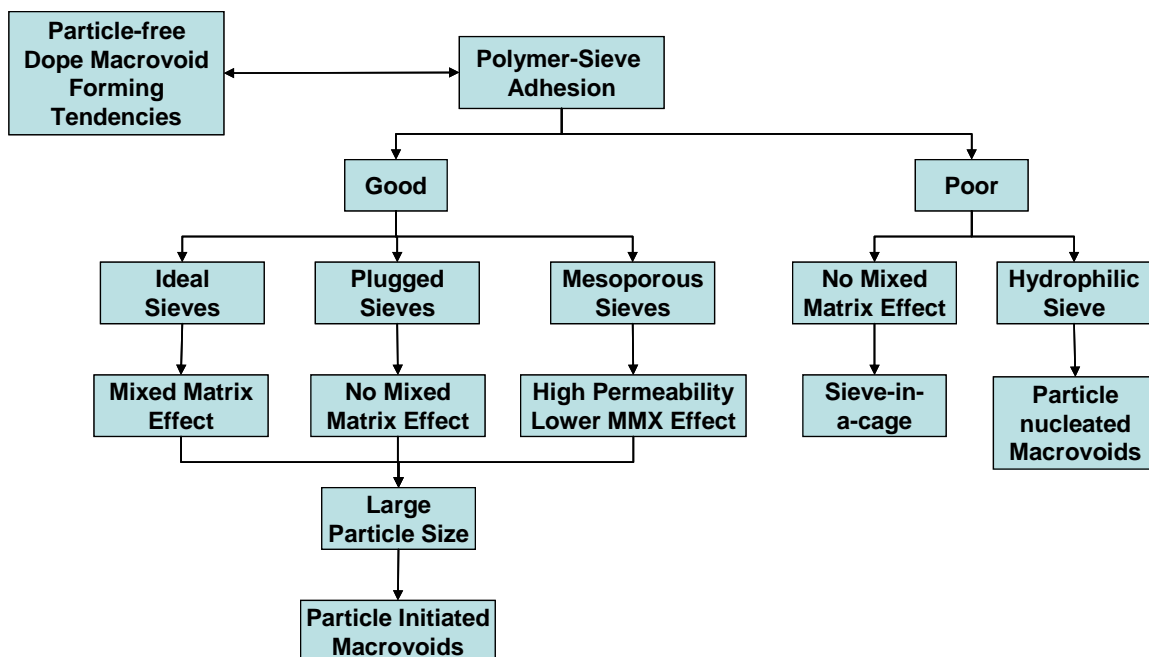 Particle-free
Dope Macrovoid
Forming
Tendencies
Polymer-Sieve
Adhesion
Good
Poor
Ideal
Sieves
Plugged
Sieves
Mesoporous
Sieves
No Mixed
Matrix Effect
Hydrophilic
Sieve
Mixed Matrix
Effect
No Mixed
Matrix Effect
High Permeability
Lower MMX Effect
Sieve-in-
a-cage
Particle
nucleated
Macrovoids
Large
Particle Size
Particle Initiated
Macrovoids